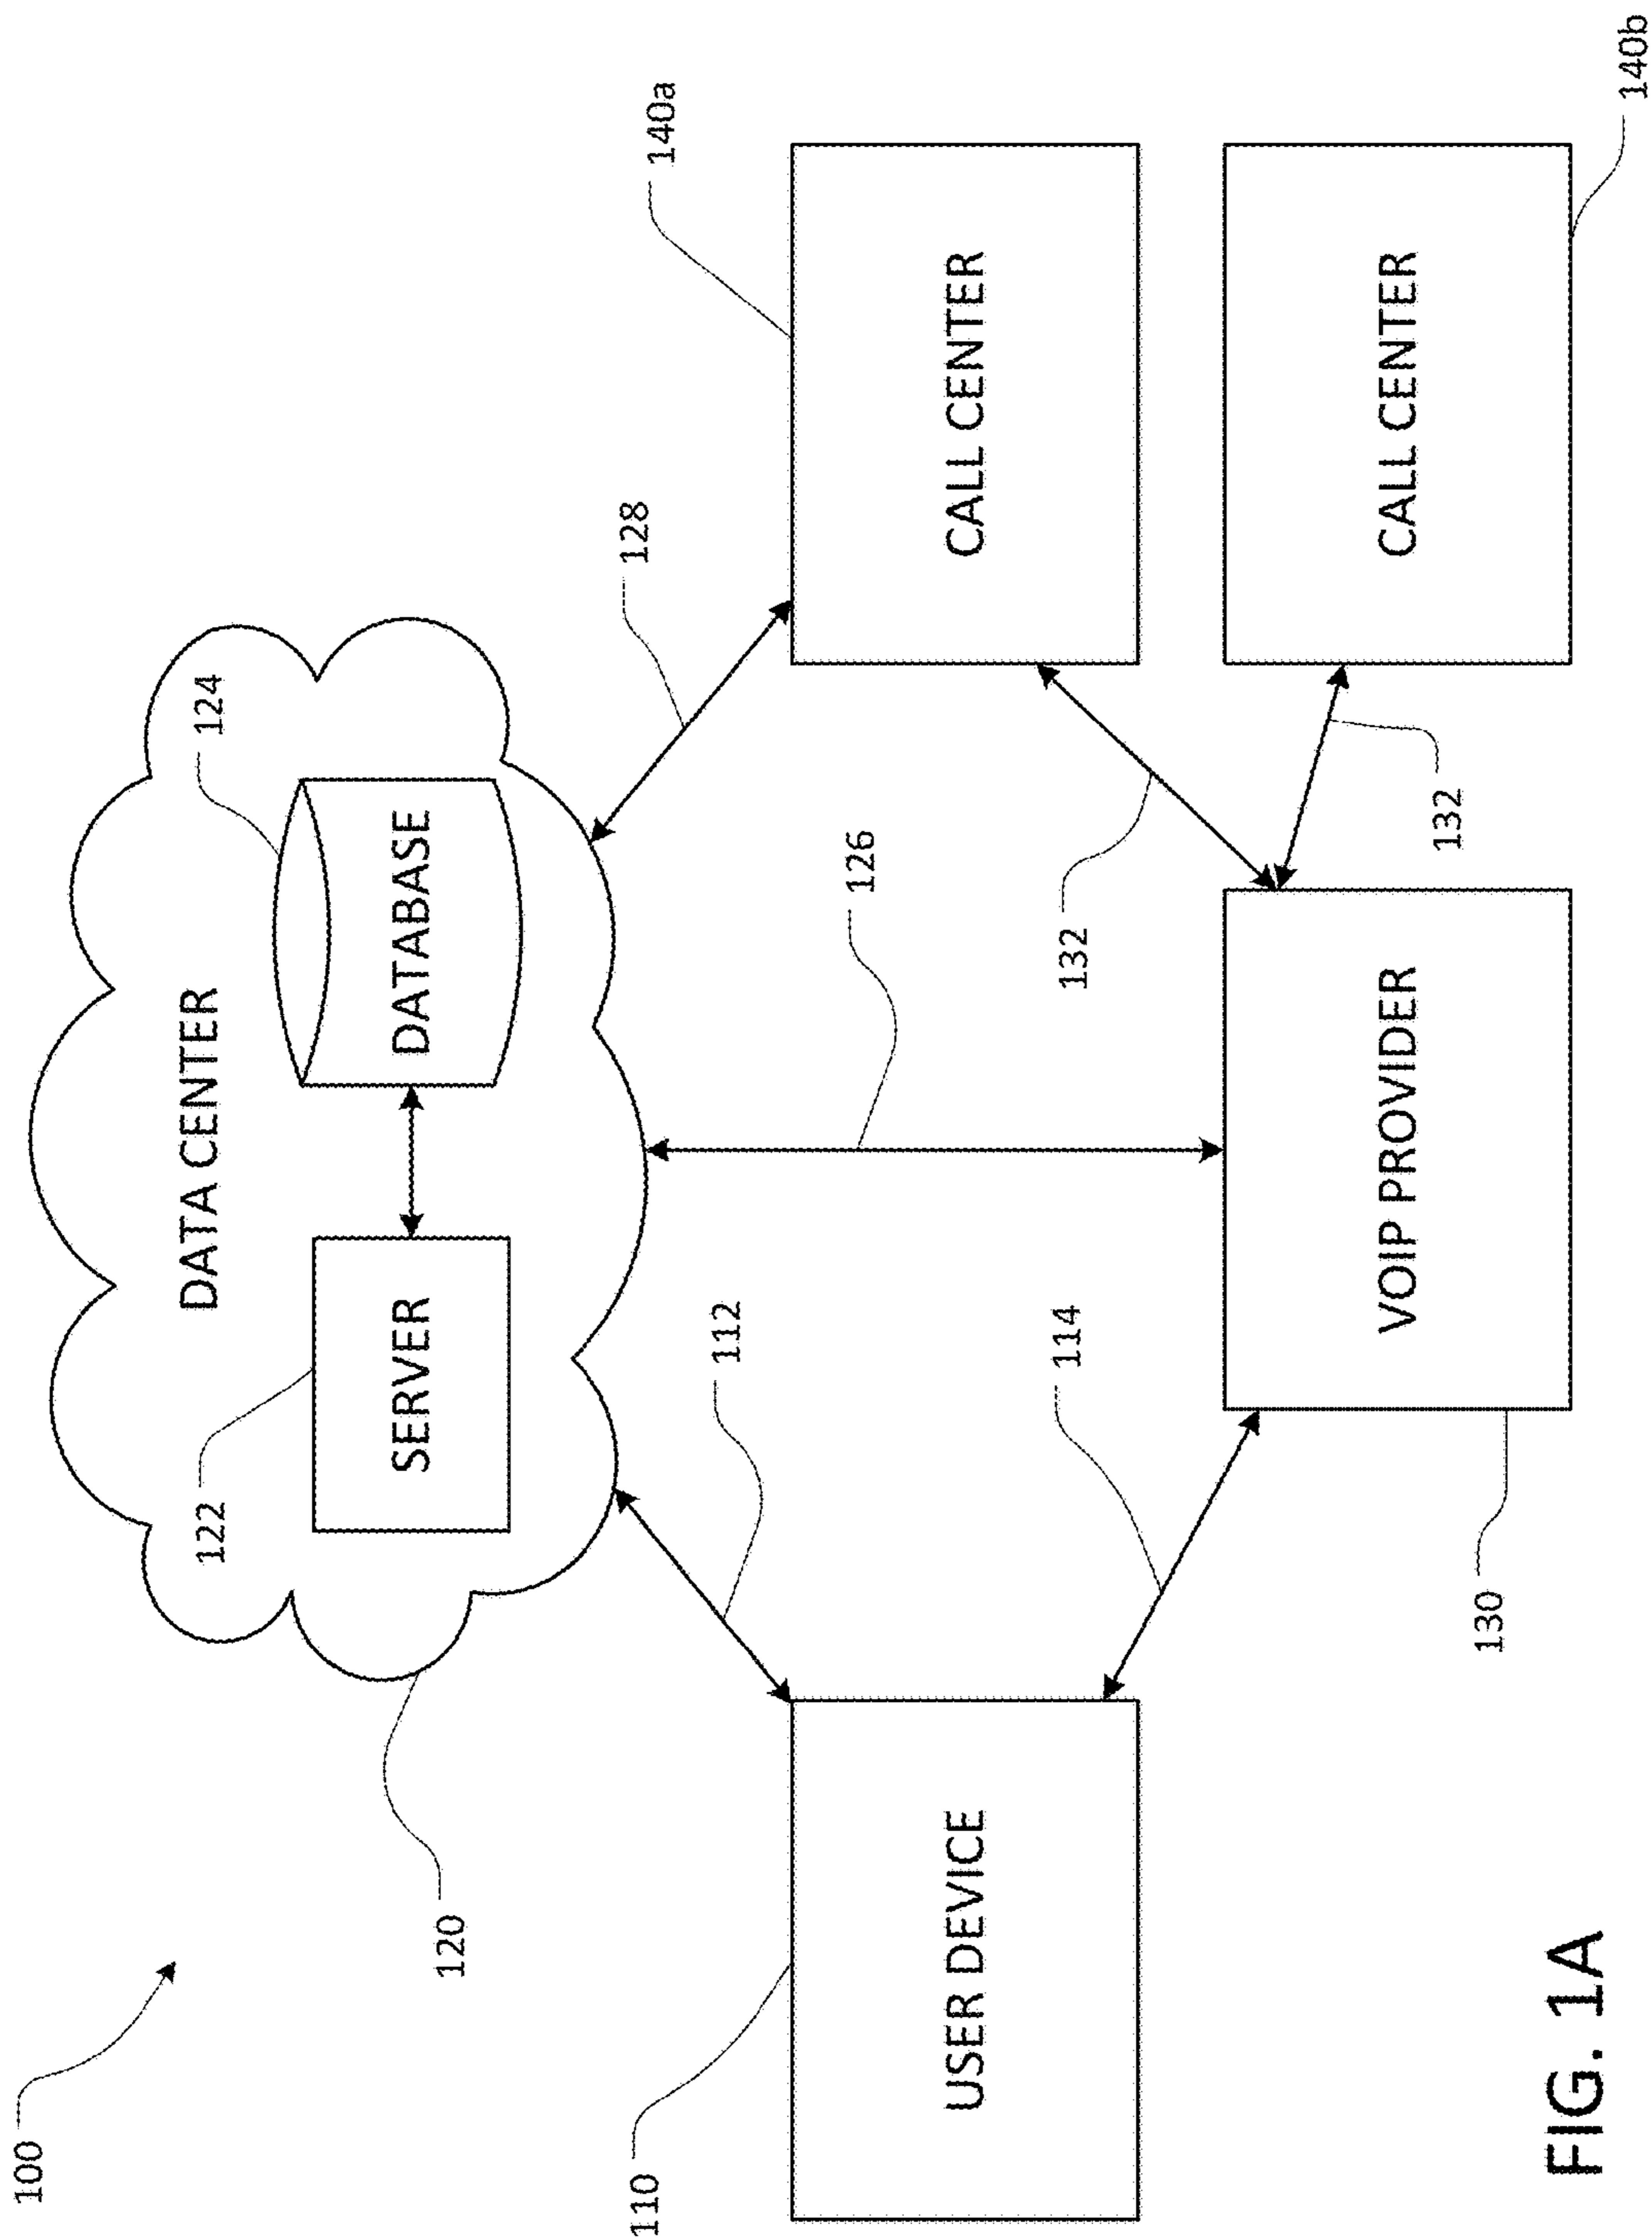 100
DATA CENTER
122
124
SERVER
DATABASE
120
112
126
128
110
140a
USER DEVICE
CALL CENTER
114
132
132
VOIP PROVIDER
CALL CENTER
130
140b
FIG. 1A